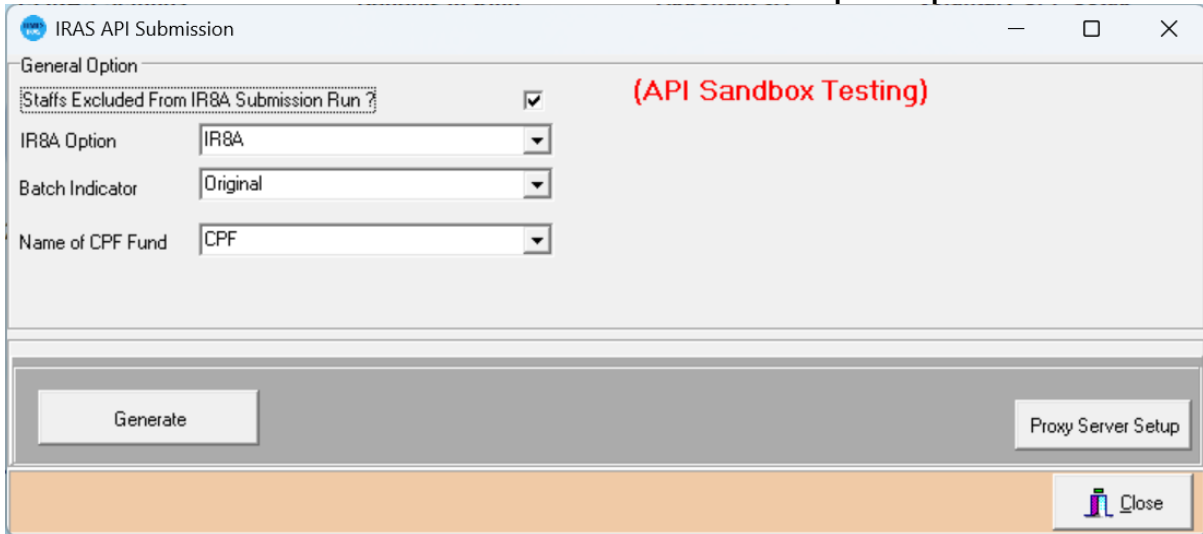 IRAS API Submission
General Option
Staffs Excluded From IR8A Submission Run ?
(API Sandbox Testing)
IR8A Option IR8A
Batch Indicator Original
Name of CPF Fund CPF
Generate
Proxy Server Setup
Close